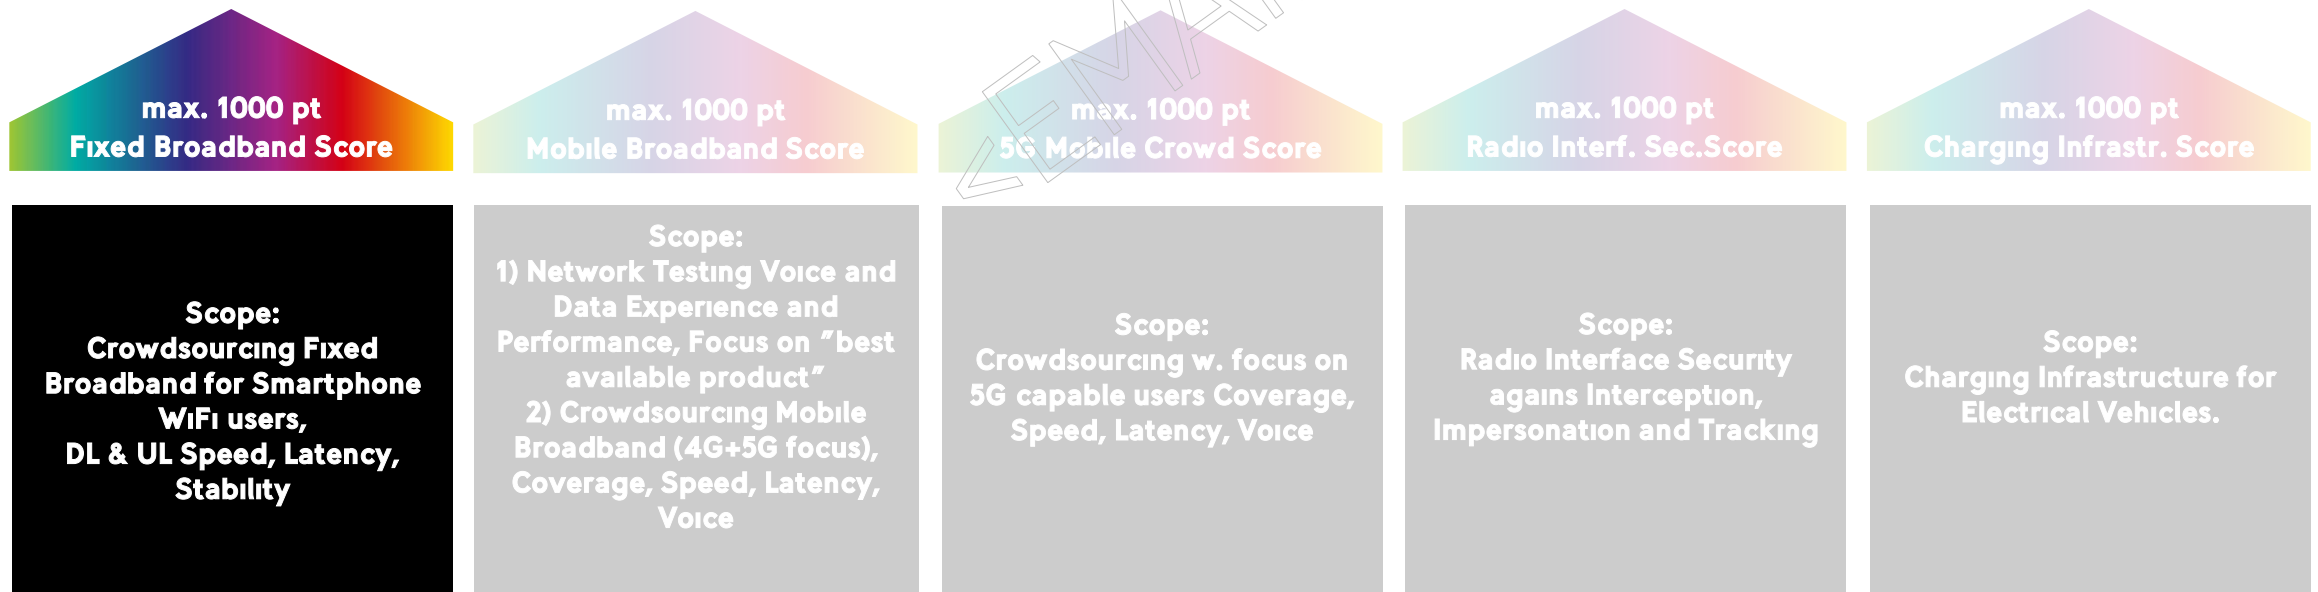 max. 1000 pt
Fixed Broadband Score
Scope:
Crowdsourcing Fixed
Broadband for Smartphone
WiFi users,
DL & UL Speed, Latency,
Stability
max. 1000 pt
Mobile Broadband Score
Scope:
1) Network Testing Voice and
Data Experience and
Performance, Focus on "best
available product"
2) Crowdsourcing Mobile
Broadband (4G+5G focus),
Coverage, Speed, Latency,
Voice
max. 1000 pt
5G Mobile Crowd Score
Scope:
Crowdsourcing w. focus on
5G capable users Coverage,
Speed, Latency, Voice
max. 1000 pt
Radio Interf. Sec.Score
Scope:
Radio Interface Security
agains Interception,
Impersonation and Tracking
max. 1000 pt
Charging Infrastr. Score
Scope:
Charging Infrastructure for
Electrical Vehicles.